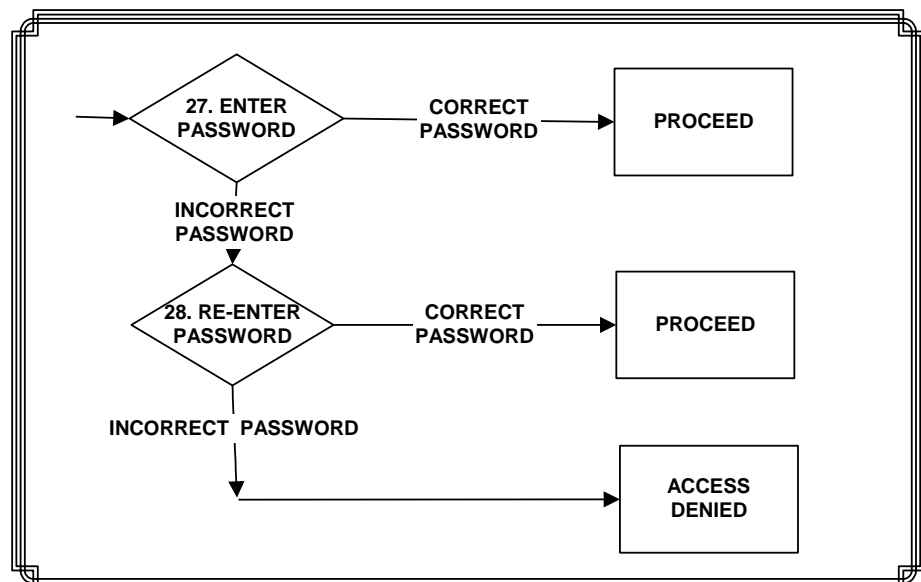 27. ENTER
PASSWORD
CORRECT
PASSWORD
PROCEED
INCORRECT
PASSWORD
28. RE-ENTER
PASSWORD
CORRECT
PASSWORD
PROCEED
INCORRECT PASSWORD
ACCESS
DENIED